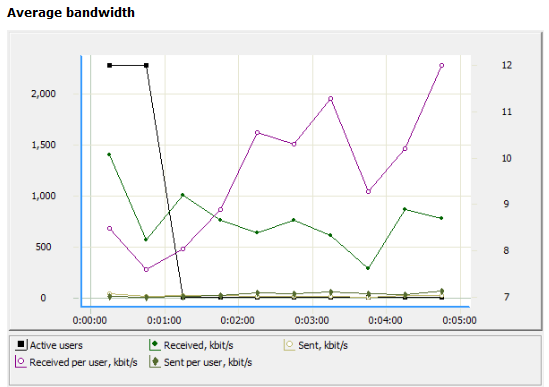 Average bandwidth
2,000
1,500
1,000
500
0
12
11
10
9
8
7
0:00:00 0:01:00 0:02:00 0:03:00 0:04:00 0:05:00
Active users Received, kbit/s Sent, kbit/s
Received per user, kbit/s Sent per user, kbit/s